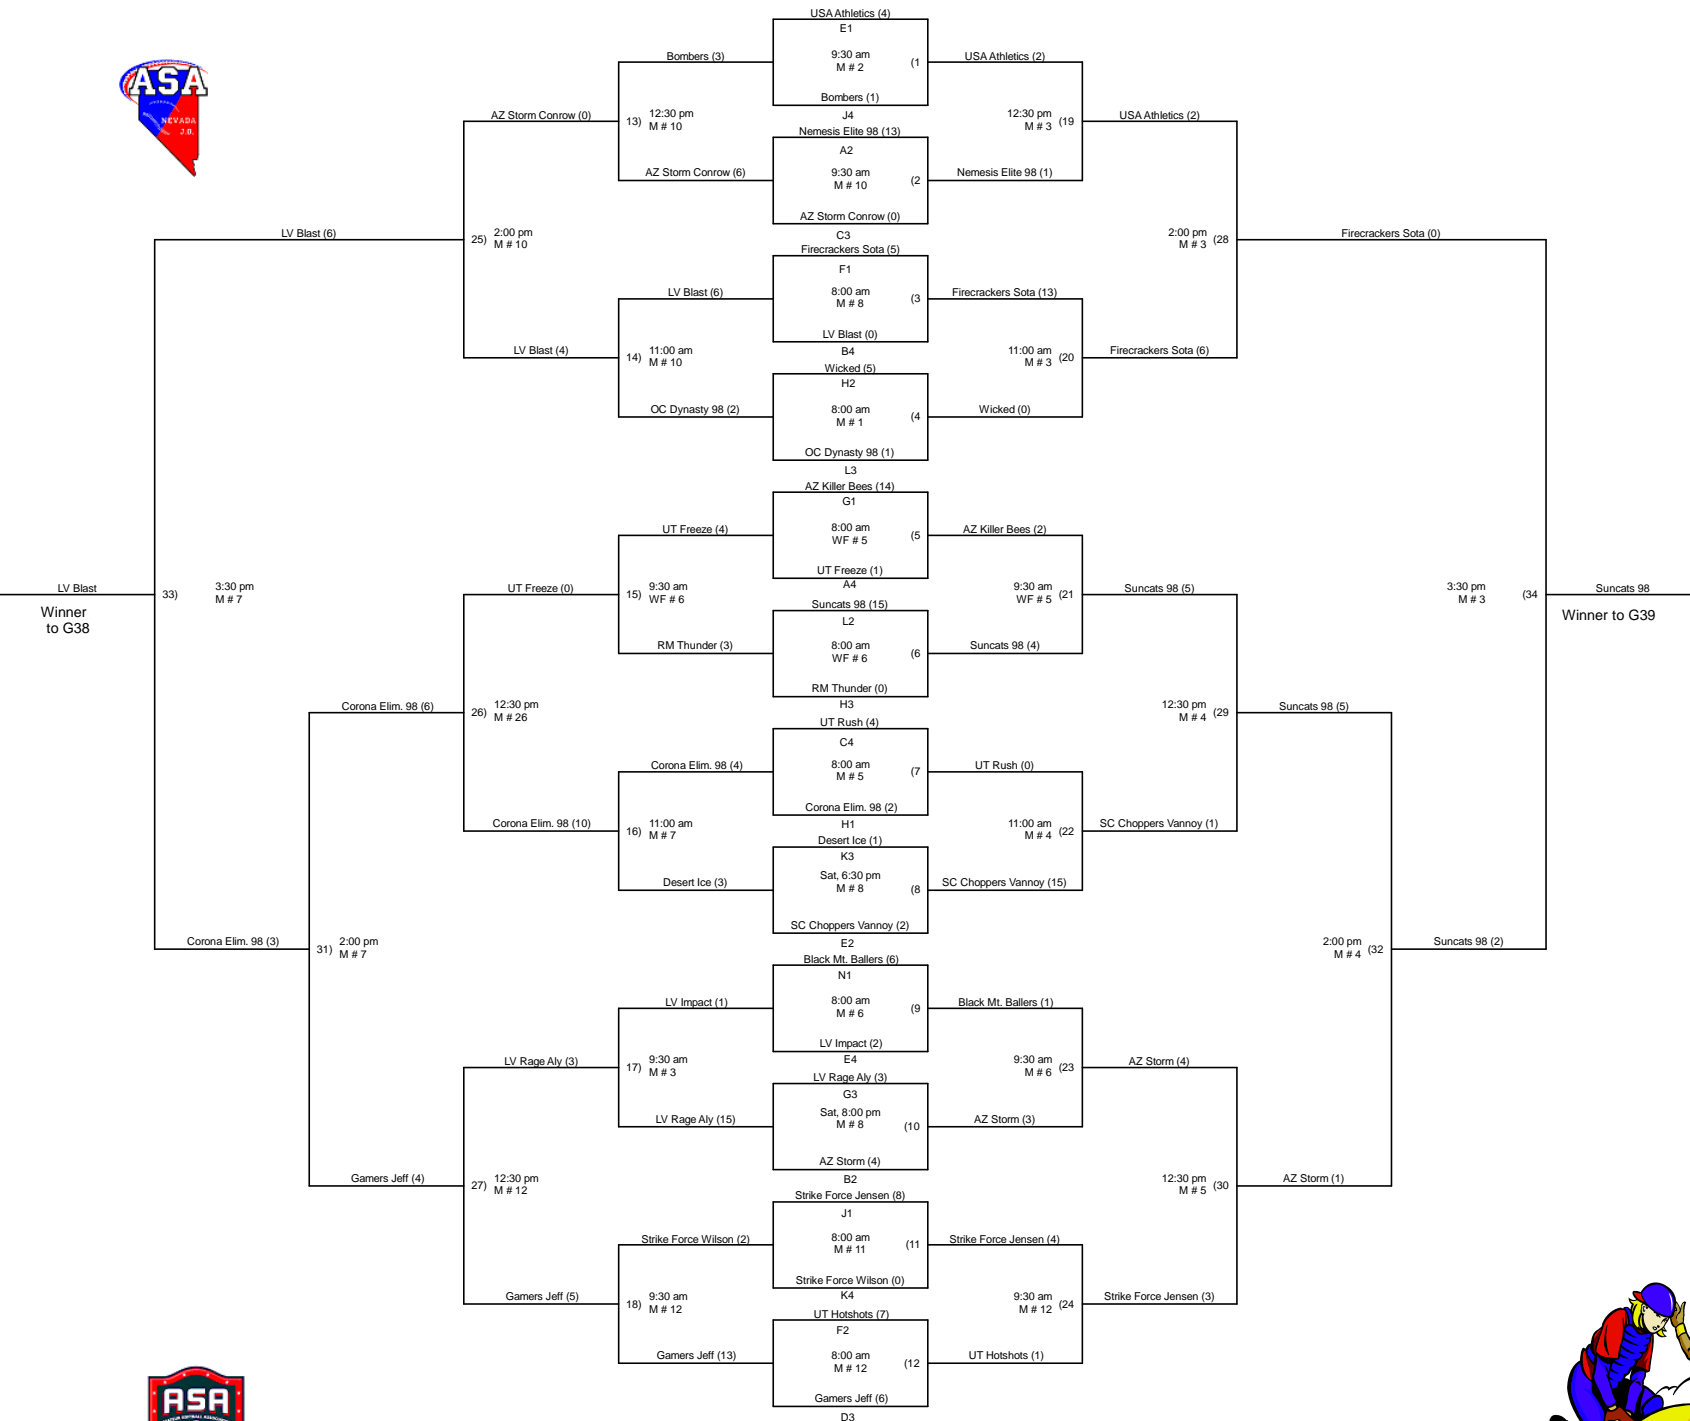 USA Athletics (4)
E1
9:30 am
M # 2
(1
Bombers (1)
J4
Bombers (3)
USA Athletics (2)
ASA
NEVADA
J.O.
AZ Storm Conrow (0)
13) 12:30 pm
M # 10
12:30 pm
M # 3 (19
USA Athletics (2)
Nemesis Elite 98 (13)
A2
9:30 am
M # 10
(2
AZ Storm Conrow (0)
C3
AZ Storm Conrow (6)
Nemesis Elite 98 (1)
LV Blast (6)
25) 2:00 pm
M # 10
2:00 pm
M # 3 (28
Firecrackers Sota (0)
Firecrackers Sota (5)
F1
8:00 am
M # 8
(3
LV Blast (0)
B4
LV Blast (6)
Firecrackers Sota (13)
LV Blast (4)
14) 11:00 am
M # 10
11:00 am
M # 3 (20
Firecrackers Sota (6)
Wicked (5)
H2
8:00 am
M # 1
(4
OC Dynasty 98 (1)
L3
OC Dynasty 98 (2)
Wicked (0)
AZ Killer Bees (14)
G1
8:00 am
WF # 5
(5
UT Freeze (1)
A4
UT Freeze (4)
AZ Killer Bees (2)
LV Blast
Winner
to G38
33) 3:30 pm
M # 7
UT Freeze (0)
15) 9:30 am
WF # 6
9:30 am
WF # 5 (21
Suncats 98 (5)
3:30 pm
M # 3 (34
Suncats 98
Winner to G39
Suncats 98 (15)
L2
8:00 am
WF # 6
(6
RM Thunder (0)
H3
RM Thunder (3)
Suncats 98 (4)
Corona Elim. 98 (6)
26) 12:30 pm
M # 26
12:30 pm
M # 4 (29
Suncats 98 (5)
UT Rush (4)
C4
8:00 am
M # 5
(7
Corona Elim. 98 (2)
H1
Corona Elim. 98 (4)
UT Rush (0)
Corona Elim. 98 (10)
16) 11:00 am
M # 7
11:00 am
M # 4 (22
SC Choppers Vannoy (1)
Desert Ice (1)
K3
Sat, 6:30 pm
M # 8
(8
SC Choppers Vannoy (2)
E2
Desert Ice (3)
SC Choppers Vannoy (15)
Corona Elim. 98 (3)
31) 2:00 pm
M # 7
2:00 pm
M # 4 (32
Suncats 98 (2)
Black Mt. Ballers (6)
N1
8:00 am
M # 6
(9
LV Impact (2)
E4
LV Impact (1)
Black Mt. Ballers (1)
LV Rage Aly (3)
17) 9:30 am
M # 3
9:30 am
M # 6 (23
AZ Storm (4)
LV Rage Aly (3)
G3
Sat, 8:00 pm
M # 8
(10
AZ Storm (4)
B2
LV Rage Aly (15)
AZ Storm (3)
Gamers Jeff (4)
27) 12:30 pm
M # 12
12:30 pm
M # 5 (30
AZ Storm (1)
Strike Force Jensen (8)
J1
8:00 am
M # 11
(11
Strike Force Wilson (0)
K4
Strike Force Wilson (2)
Strike Force Jensen (4)
Gamers Jeff (5)
18) 9:30 am
M # 12
9:30 am
M # 12 (24
Strike Force Jensen (3)
UT Hotshots (7)
F2
8:00 am
M # 12
(12
Gamers Jeff (6)
D3
Gamers Jeff (13)
UT Hotshots (1)
ASA